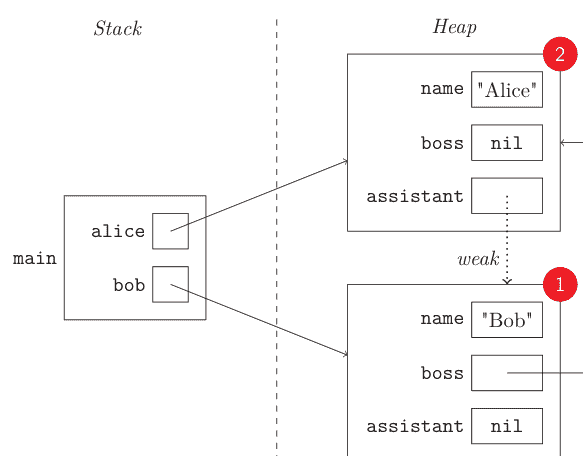 Stack
Heap
2
name "Alice"
boss nil
assistant
main
alice
bob
weak
1
name "Bob"
boss
assistant nil